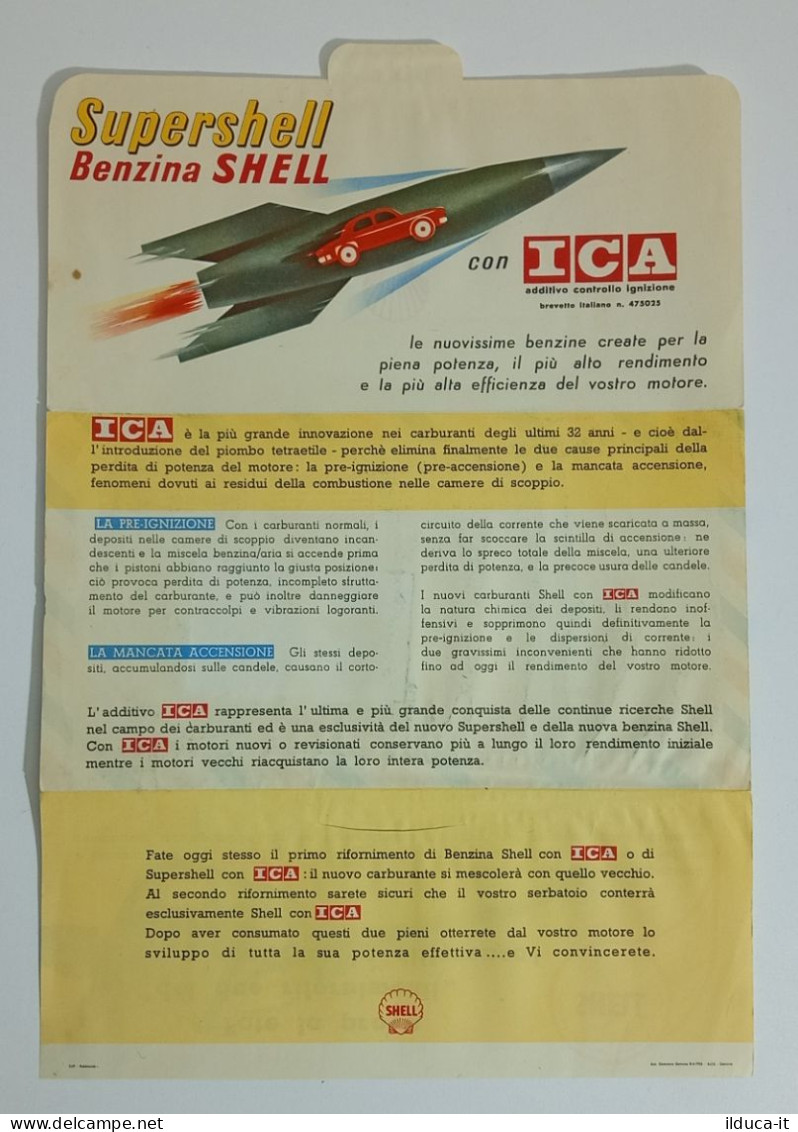 Supershell
Benzina SHELL
con ICA
additivo controllo ignizione
brevetto italiano n. 475025
le nuovissime benzine create per la
piena potenza, il più alto rendimento
e la più alta efficienza del vostro motore.
ICA è la più grande innovazione nei carburanti degli ultimi 32 anni - e cioè dal-
l'introduzione del piombo tetraetile - perchè elimina finalmente le due cause principali della
perdita di potenza del motore: la pre-ignizione (pre-accensione) e la mancata accensione,
fenomeni dovuti ai residui della combustione nelle camere di scoppio.
LA PRE-IGNIZIONE Con i carburanti normali, i
depositi nelle camere di scoppio diventano incan-
descenti e la miscela benzina/aria si accende prima
che i pistoni abbiano raggiunto la giusta posizione:
ciò provoca perdita di potenza, incompleto sfrutta-
mento del carburante, e può inoltre danneggiare
il motore per contraccolpi e vibrazioni logoranti.
LA MANCATA ACCENSIONE Gli stessi depo-
siti, accumulandosi sulle candele, causano il corto-
circuito della corrente che viene scaricata a massa,
senza far scoccare la scintilla di accensione: ne
deriva lo spreco totale della miscela, una ulteriore
perdita di potenza, e la precoce usura delle candele.
I nuovi carburanti Shell con ICA modificano
la natura chimica dei depositi, li rendono inof-
fensivi e sopprimono quindi definitivamente la
pre-ignizione e le dispersioni di corrente: i
due gravissimi inconvenienti che hanno ridotto
fino ad oggi il rendimento del vostro motore.
L'additivo ICA rappresenta l'ultima e più grande conquista delle continue ricerche Shell
nel campo dei carburanti ed è una esclusività del nuovo Supershell e della nuova benzina Shell.
Con ICA i motori nuovi o revisionati conservano più a lungo il loro rendimento iniziale
mentre i motori vecchi riacquistano la loro intera potenza.
Fate oggi stesso il primo rifornimento di Benzina Shell con ICA o di
Supershell con ICA : il nuovo carburante si mescolerà con quello vecchio.
Al secondo rifornimento sarete sicuri che il vostro serbatoio conterrà
esclusivamente Shell con ICA
Dopo aver consumato questi due pieni otterrete dal vostro motore lo
sviluppo di tutta la sua potenza effettiva ....e Vi convincerete.
SHELL
ilduca-it